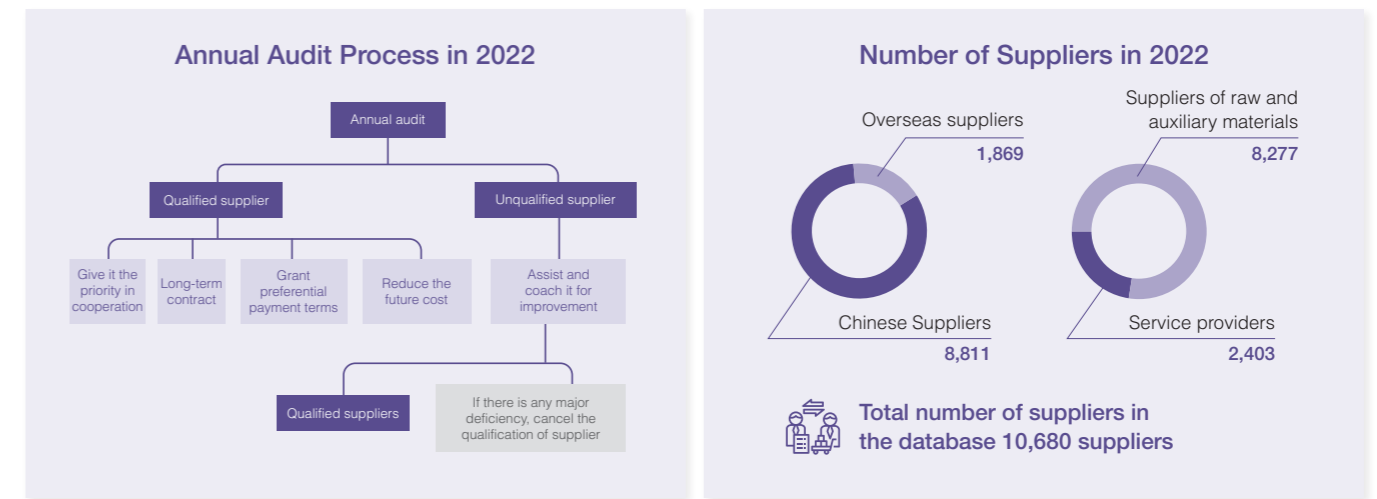 Annual Audit Process in 2022
Annual audit
Qualified supplier
Unqualified supplier
Give it the
priority in
cooperation
Long-term
contract
Grant
preferential
payment terms
Reduce the
future cost
Assist and
coach it for
improvement
Qualified suppliers
If there is any major
deficiency, cancel the
qualification of supplier
Number of Suppliers in 2022
Overseas suppliers
1,869
Suppliers of raw and
auxiliary materials
8,277
Chinese Suppliers
8,811
Service providers
2,403
Total number of suppliers in
the database 10,680 suppliers